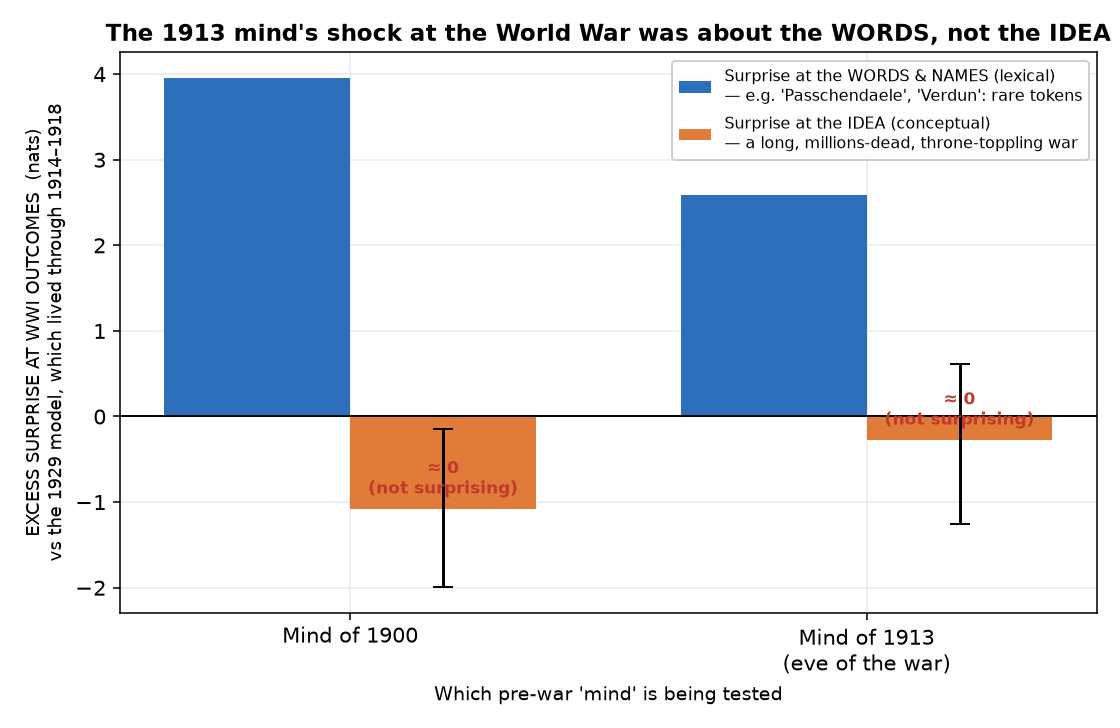 The 1913 mind's shock at the World War was about the WORDS, not the IDEA
EXCESS SURPRISE AT WWI OUTCOMES (nats)
vs the 1929 model, which lived through 1914–1918
4
3
2
1
0
−1
−2
Surprise at the WORDS & NAMES (lexical)
— e.g. 'Passchendaele', 'Verdun': rare tokens
Surprise at the IDEA (conceptual)
— a long, millions-dead, throne-toppling war
≈ 0
(not surprising)
≈ 0
(not surprising)
Mind of 1900
Mind of 1913
(eve of the war)
Which pre-war 'mind' is being tested